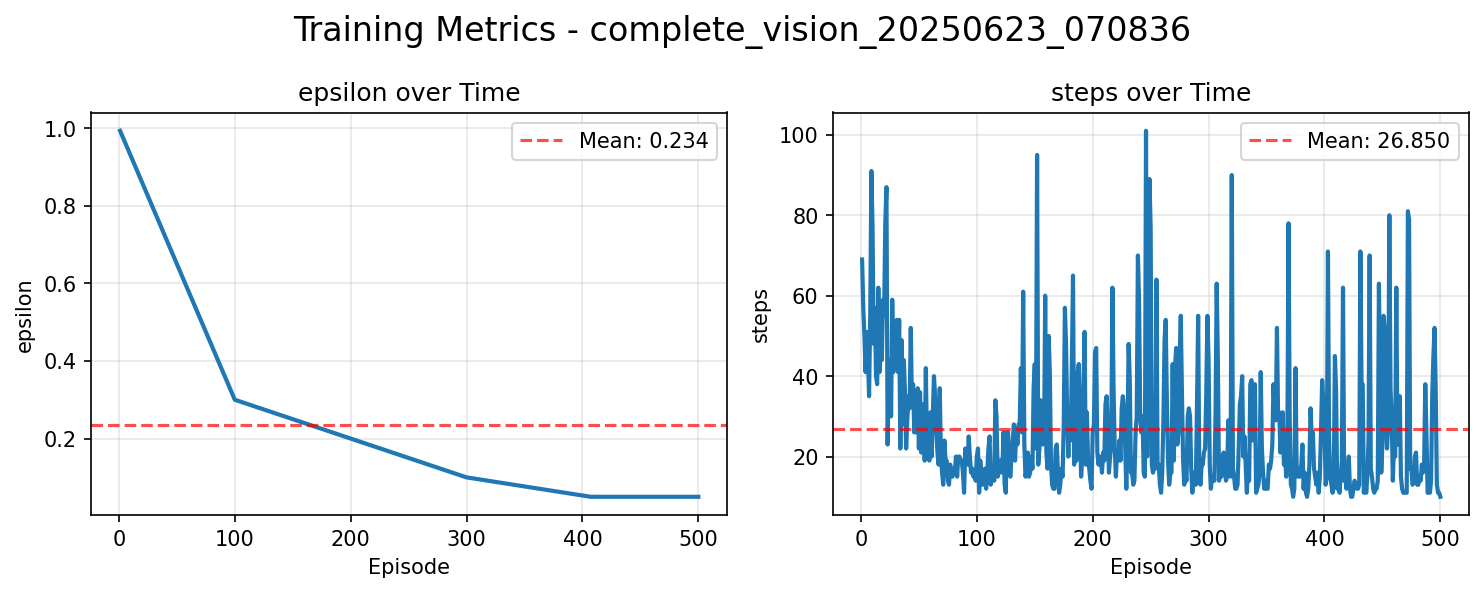 Training Metrics - complete_vision_20250623_070836
epsilon over Time
1.0
0.8
0.6
0.4
0.2
epsilon
Mean: 0.234
0 100 200 300 400 500
Episode
steps over Time
100
80
60
40
20
steps
Mean: 26.850
0 100 200 300 400 500
Episode